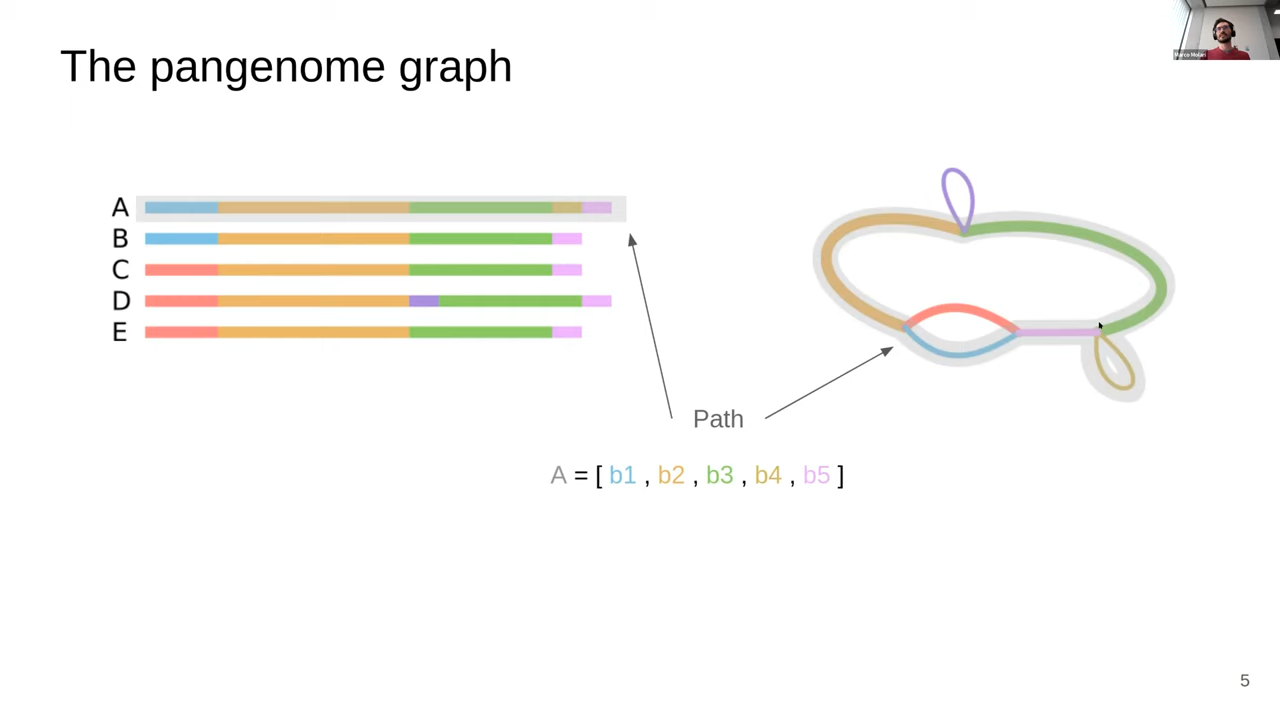 The pangenome graph
A
B
C
D
E
Path
A = [ b1 , b2 , b3 , b4 , b5 ]
5